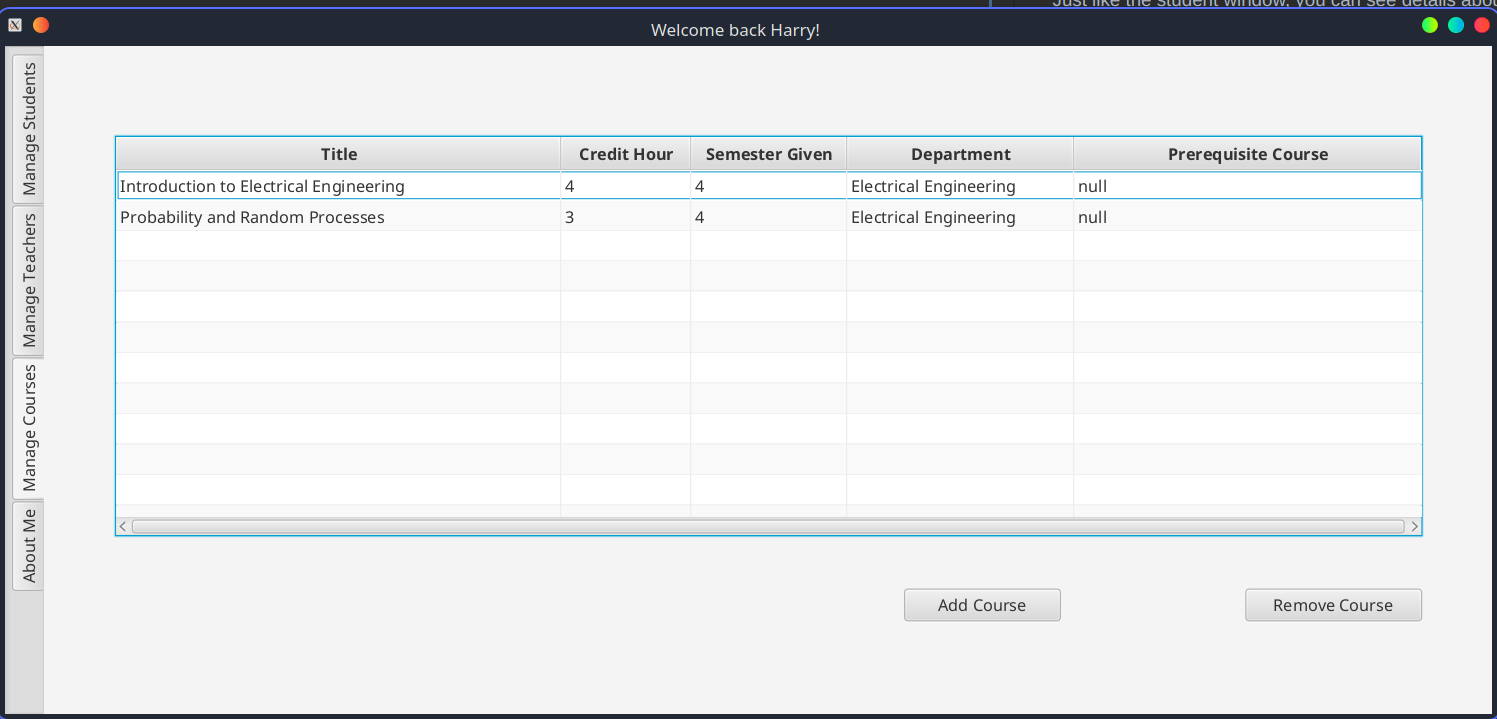 Just like the student window, you can see details abou
Welcome back Harry!
Manage Students
Manage Teachers
Manage Courses
About Me
Title Credit Hour Semester Given Department Prerequisite Course
Introduction to Electrical Engineering 4 4 Electrical Engineering null
Probability and Random Processes 3 4 Electrical Engineering null
Add Course Remove Course